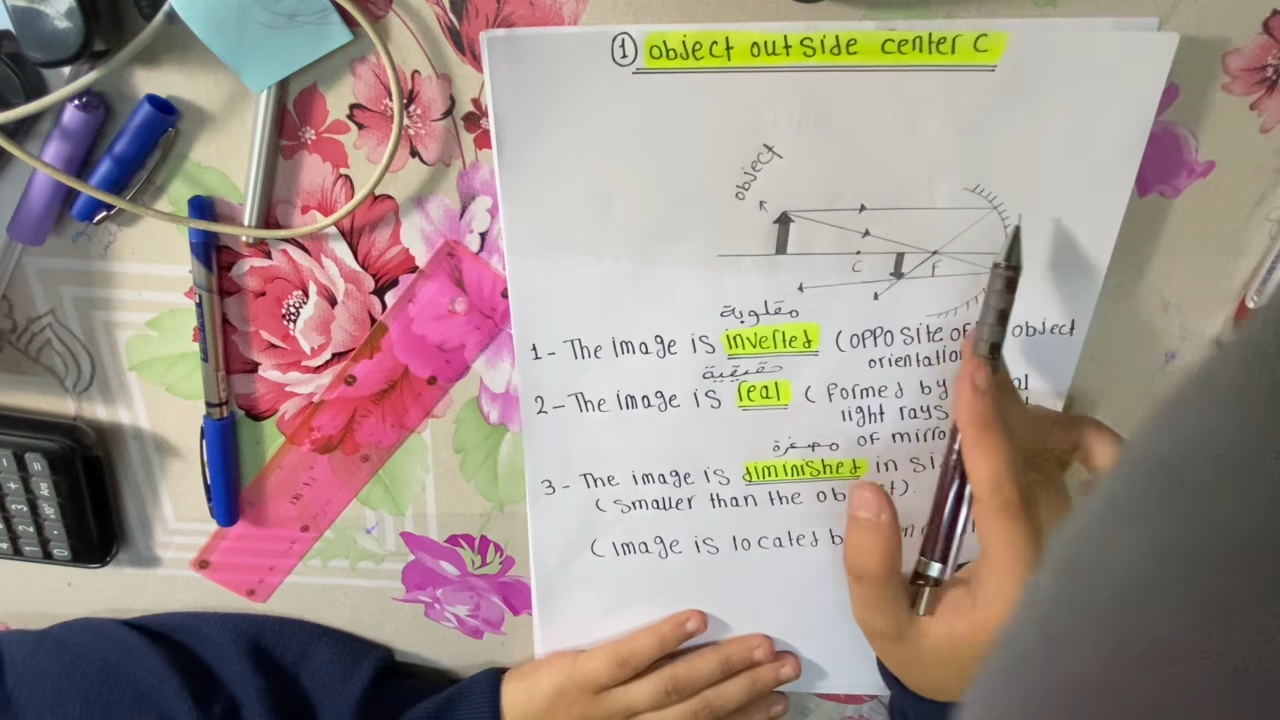 ① object outside center C
object
C
F
مقلوبة
1- The image is inverted (opposite of object
orientation
حقيقية
2- The image is real (Formed by
light rays
of
مصغرة
3- The image is diminished in
(smaller than the object).
(image is located